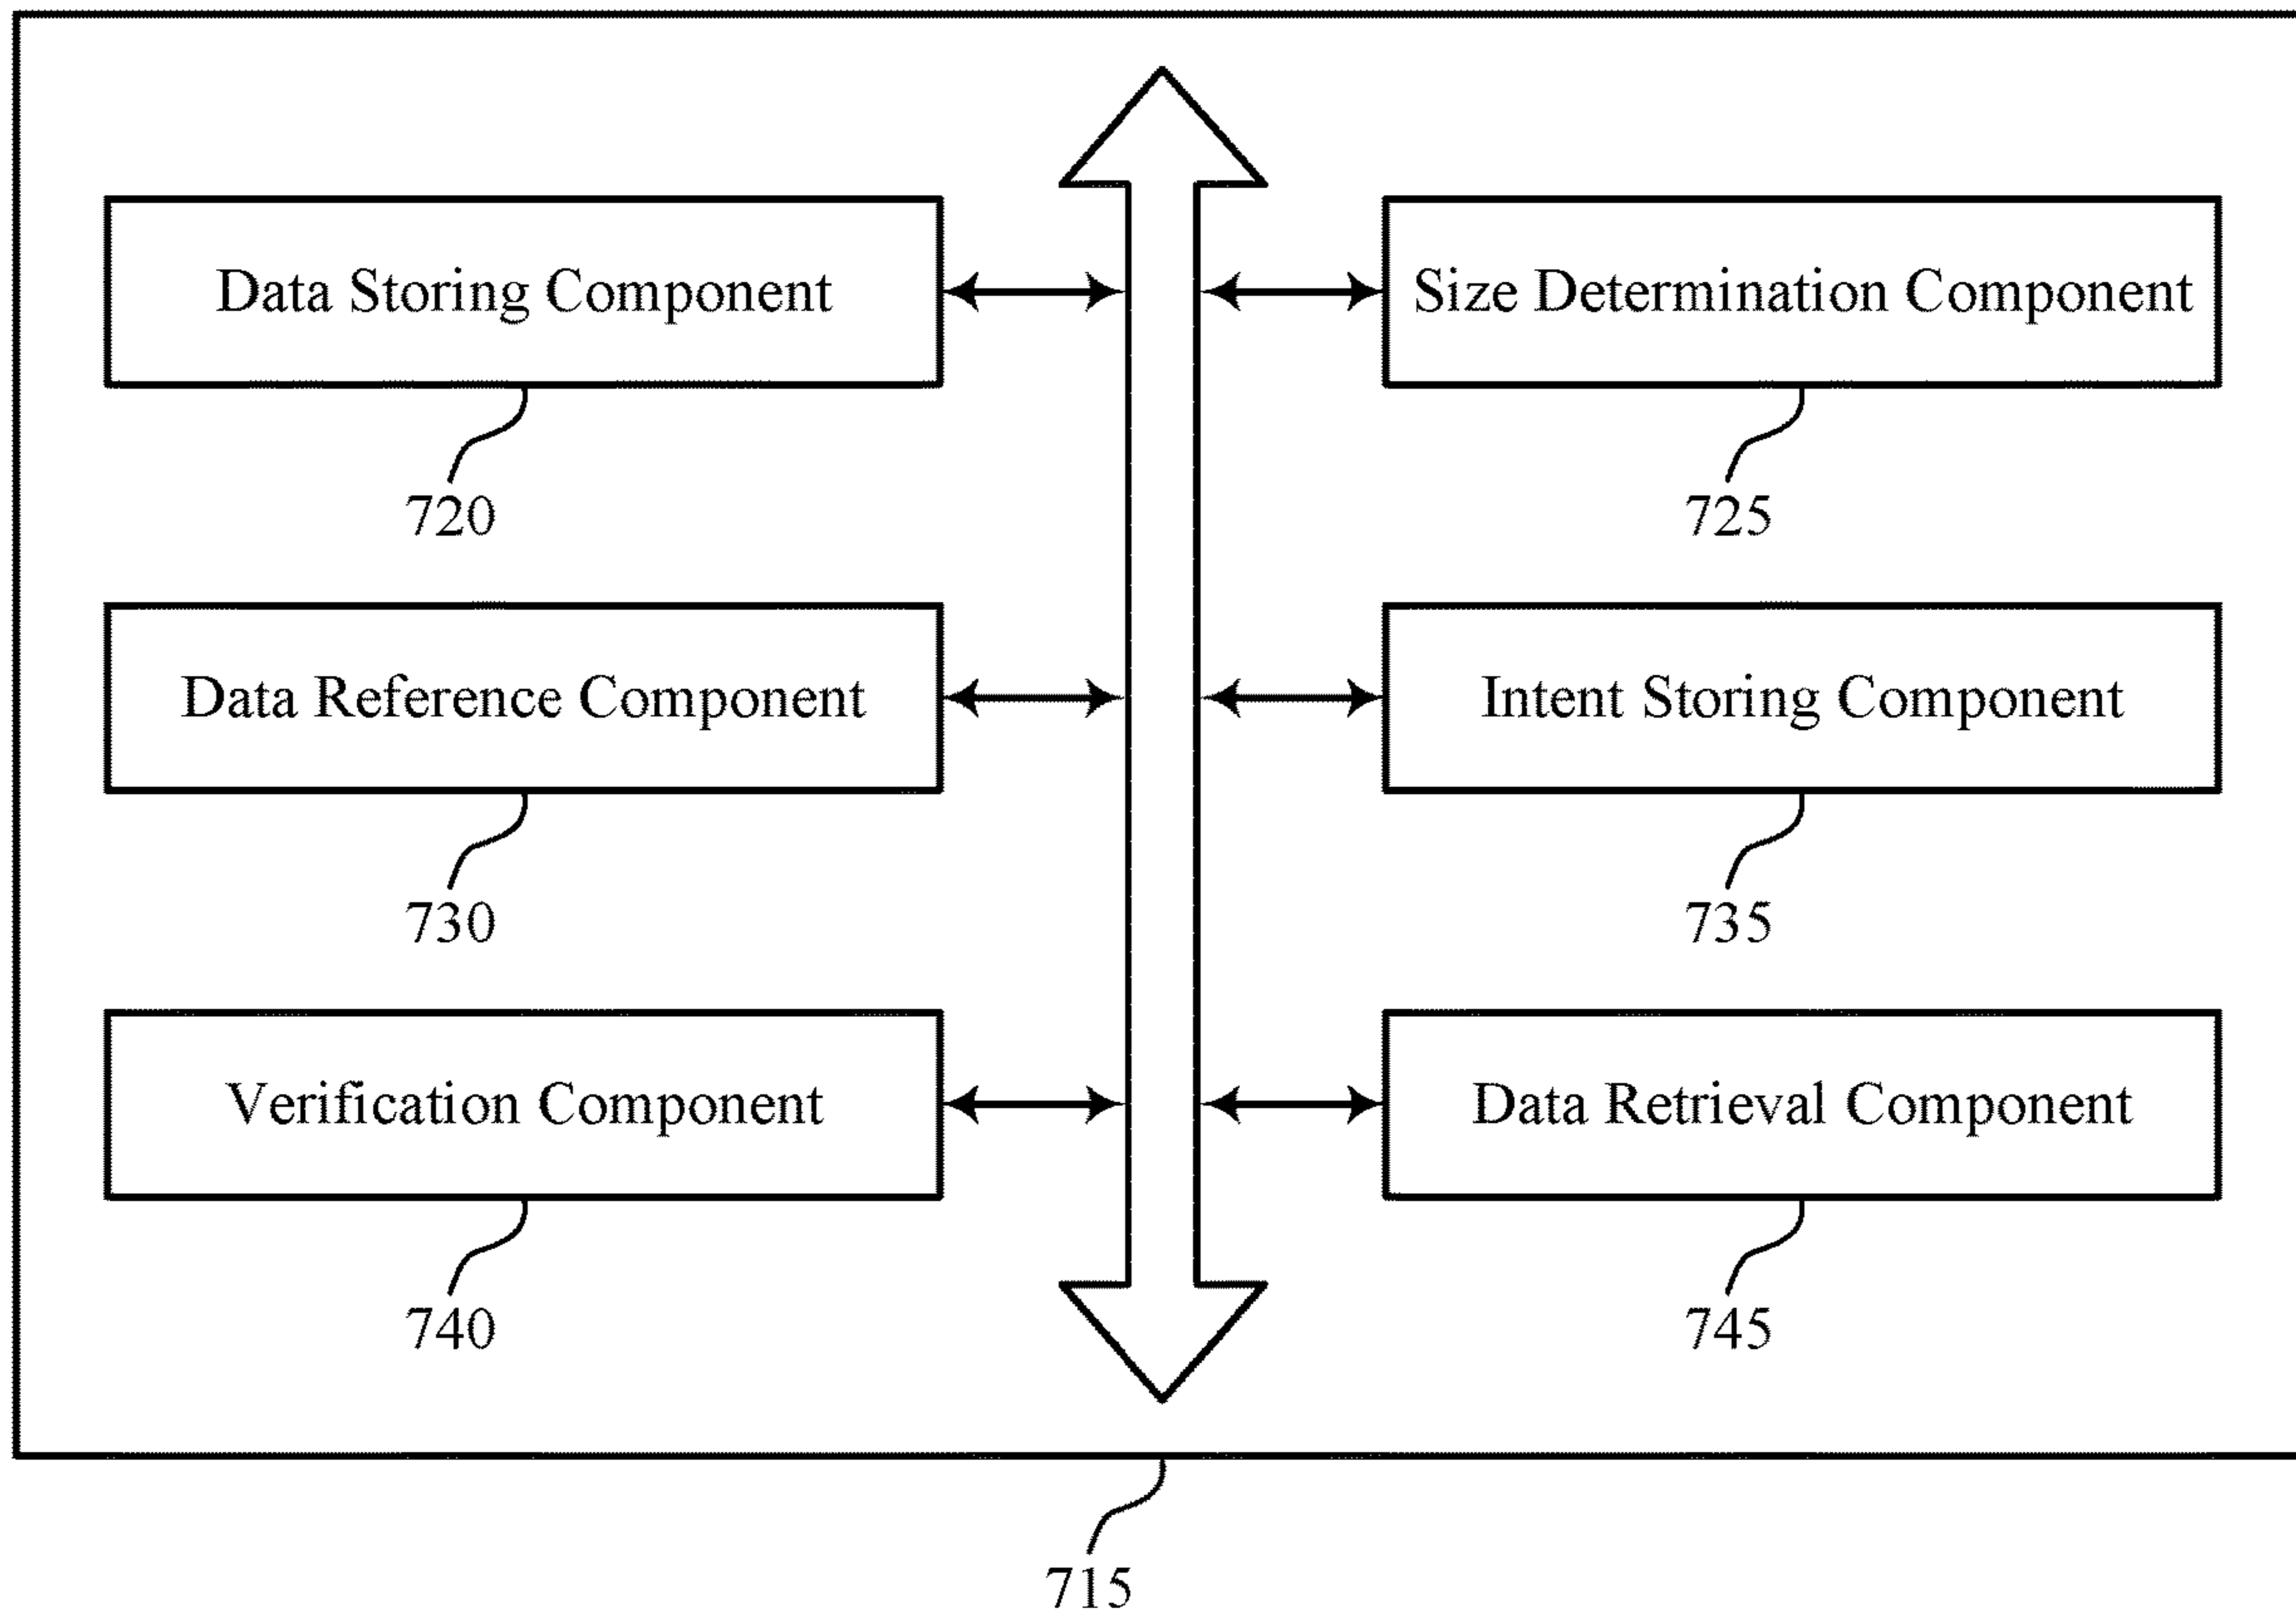 Data Storing Component
Size Determination Component
720
725
Data Reference Component
Intent Storing Component
730
735
Verification Component
Data Retrieval Component
740
745
715